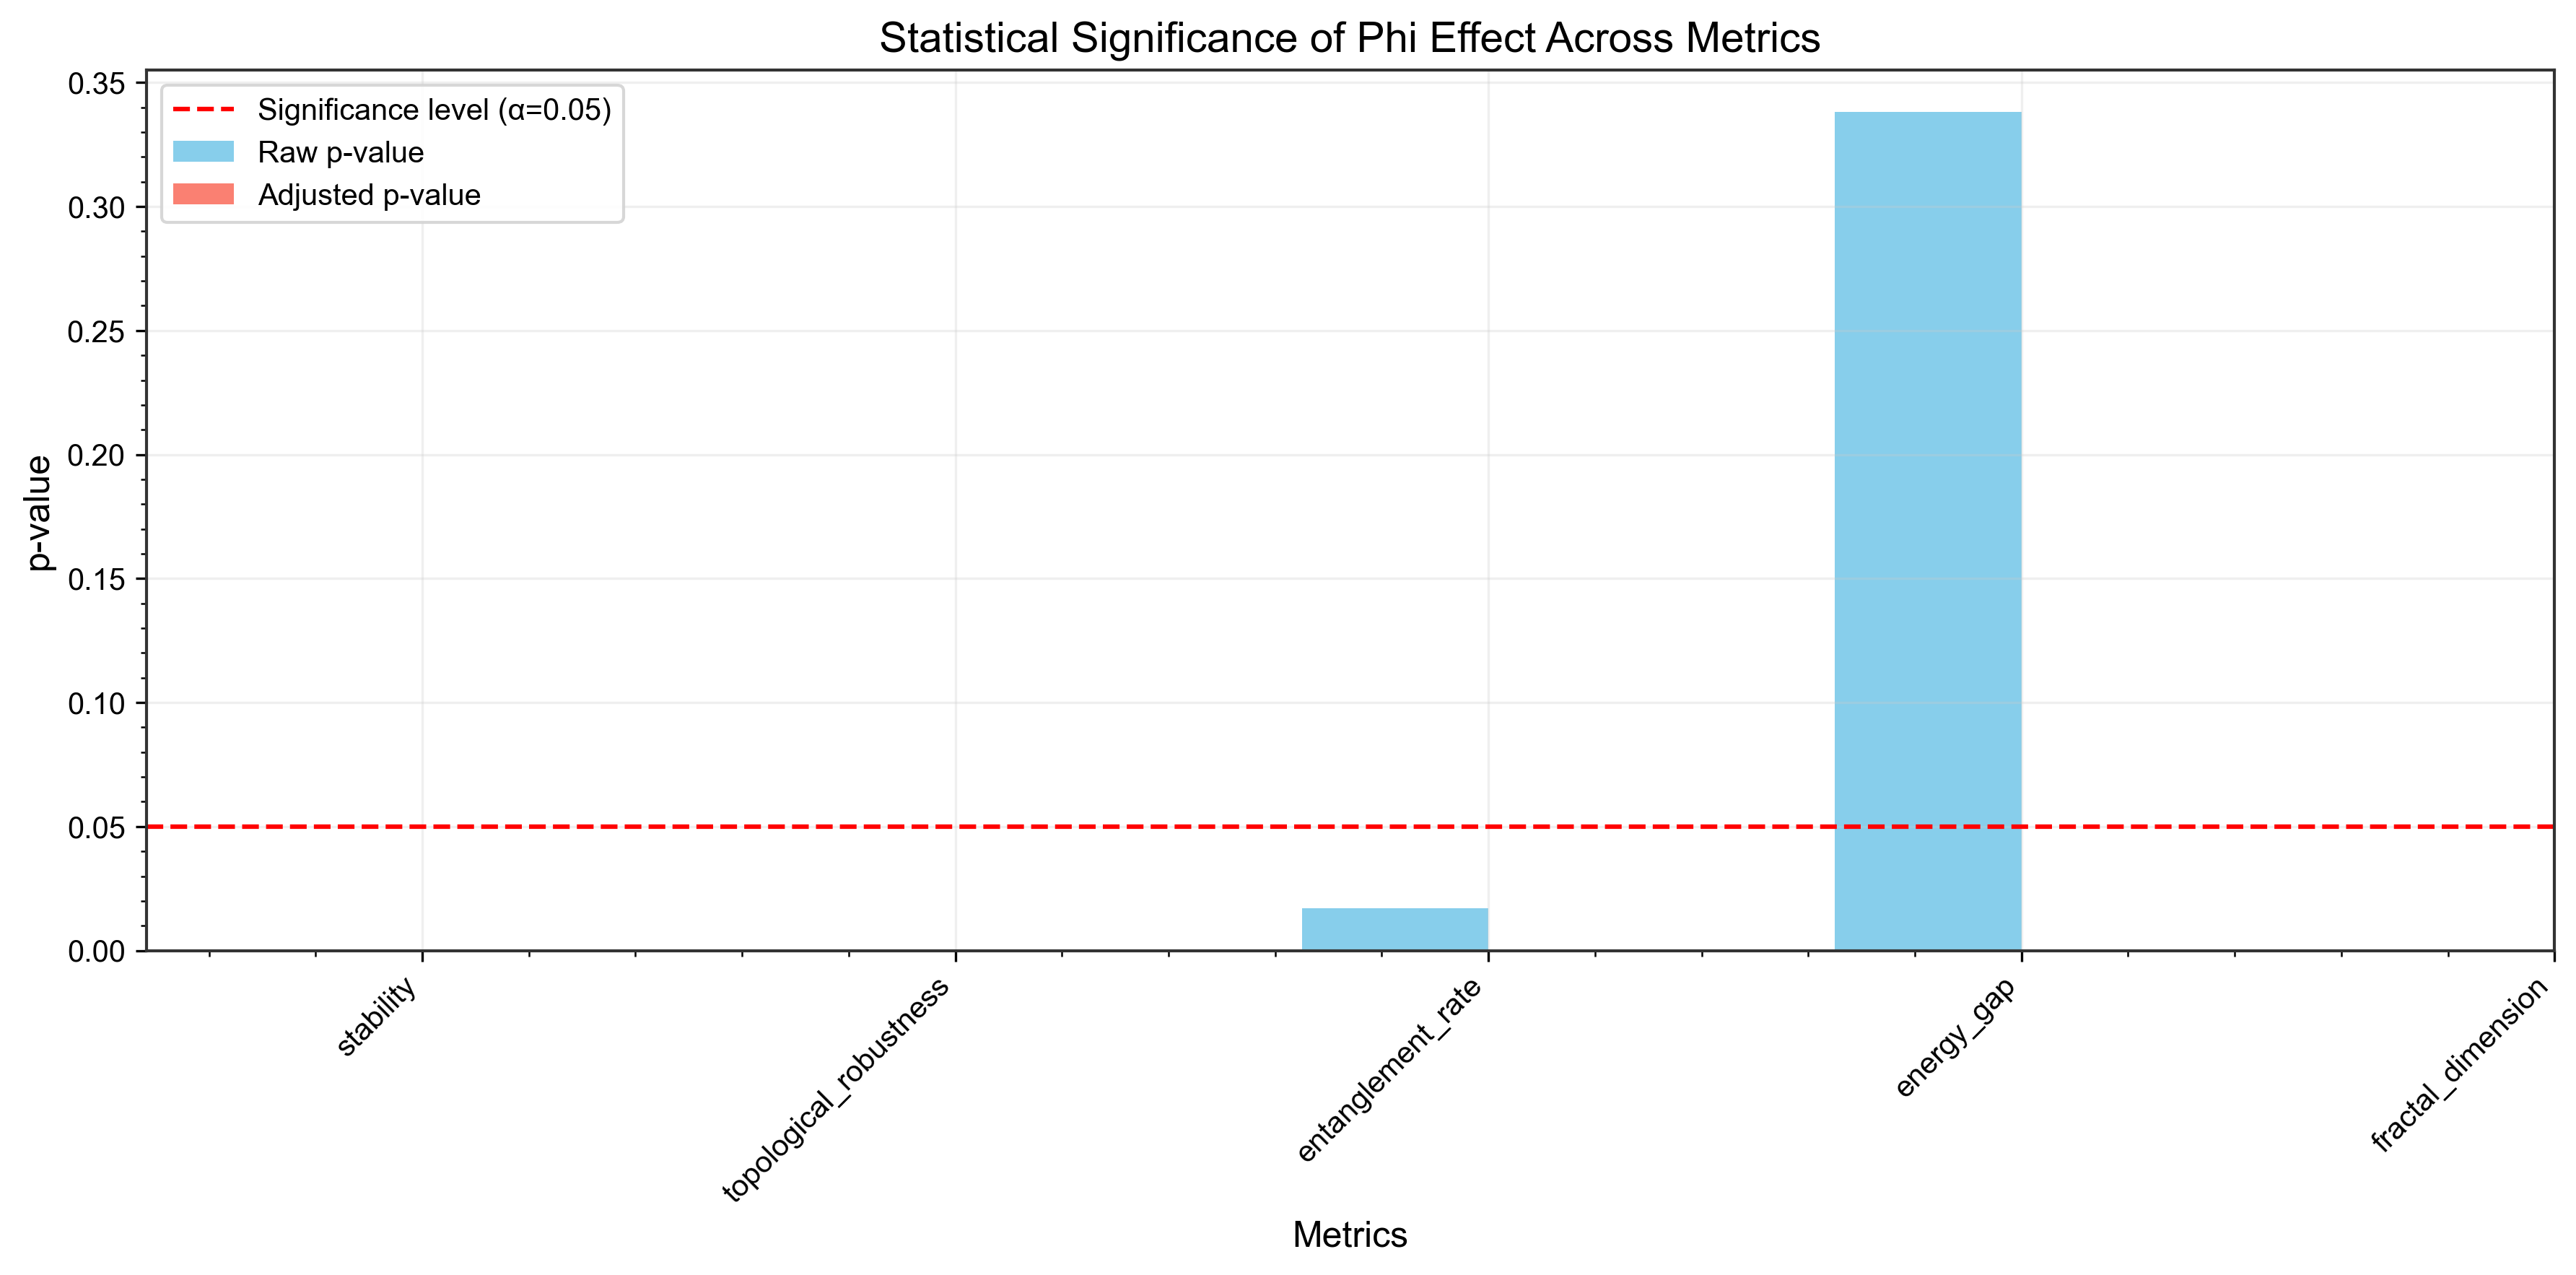 Statistical Significance of Phi Effect Across Metrics
Significance level (α=0.05)
Raw p-value
Adjusted p-value
p-value
0.35
0.30
0.25
0.20
0.15
0.10
0.05
0.00
stability
topological_robustness
entanglement_rate
energy_gap
fractal_dimension
Metrics